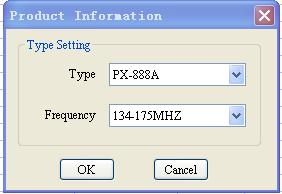 Product Information
Type Setting
Type PX-888A
Frequency 134-175MHZ
OK Cancel